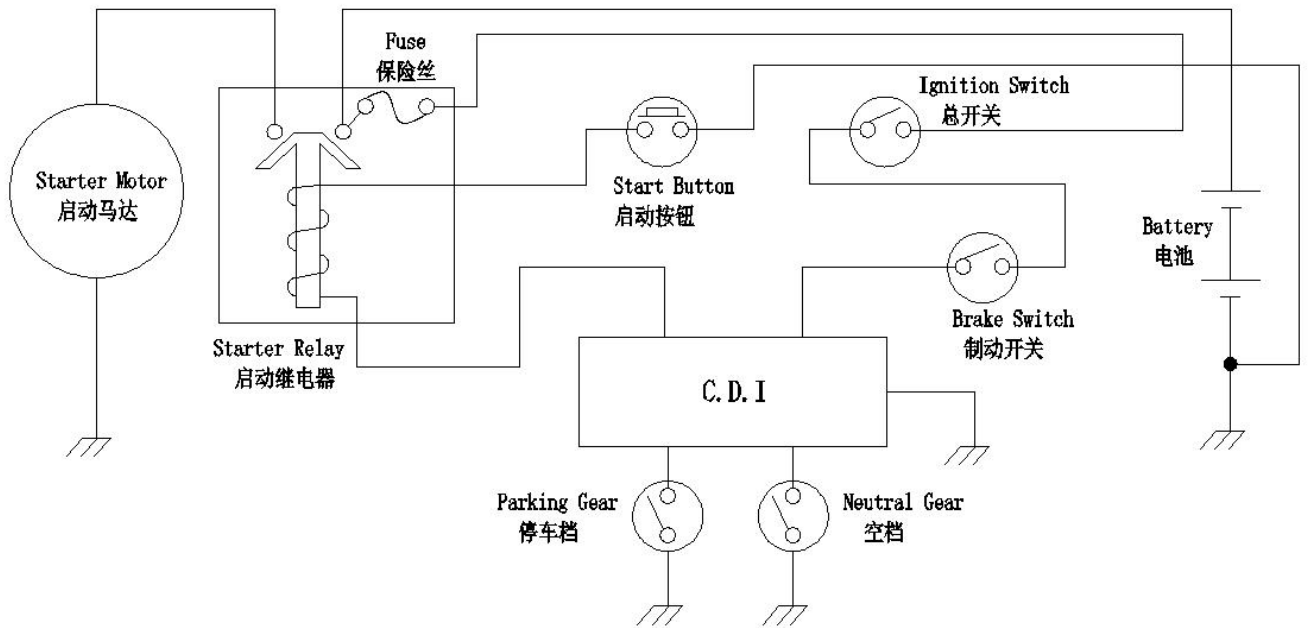 Fuse
保险丝
Ignition Switch
总开关
Starter Motor
启动马达
Start Button
启动按钮
Battery
电池
Brake Switch
制动开关
Starter Relay
启动继电器
C.D.I
Parking Gear
停车档
Neutral Gear
空档